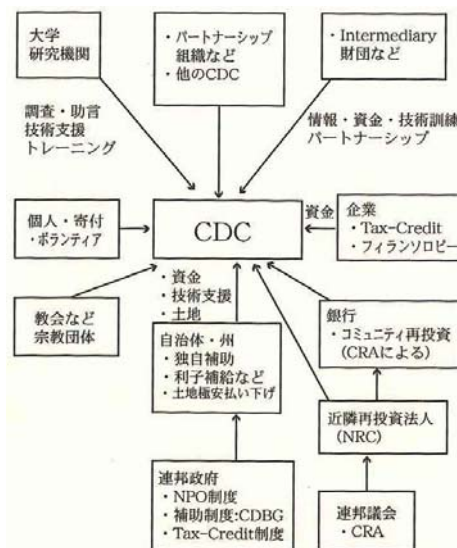 大学
研究機関
・パートナーシップ
組織など
・他のCDC
・Intermediary
財団など
調査・助言
技術支援
トレーニング
情報・資金・技術訓練
パートナーシップ
個人・寄付
・ボランティア
CDC
資金
企業
・Tax-Credit
・フィランソロピー
教会など
宗教団体
・資金
・技術支援
・土地
自治体・州
・独自補助
・利子補給など
・土地極安払い下げ
銀行
・コミュニティ再投資
(CRAによる)
近隣再投資法人
(NRC)
連邦政府
・NPO制度
・補助制度:CDBG
・Tax-Credit制度
連邦議会
・CRA